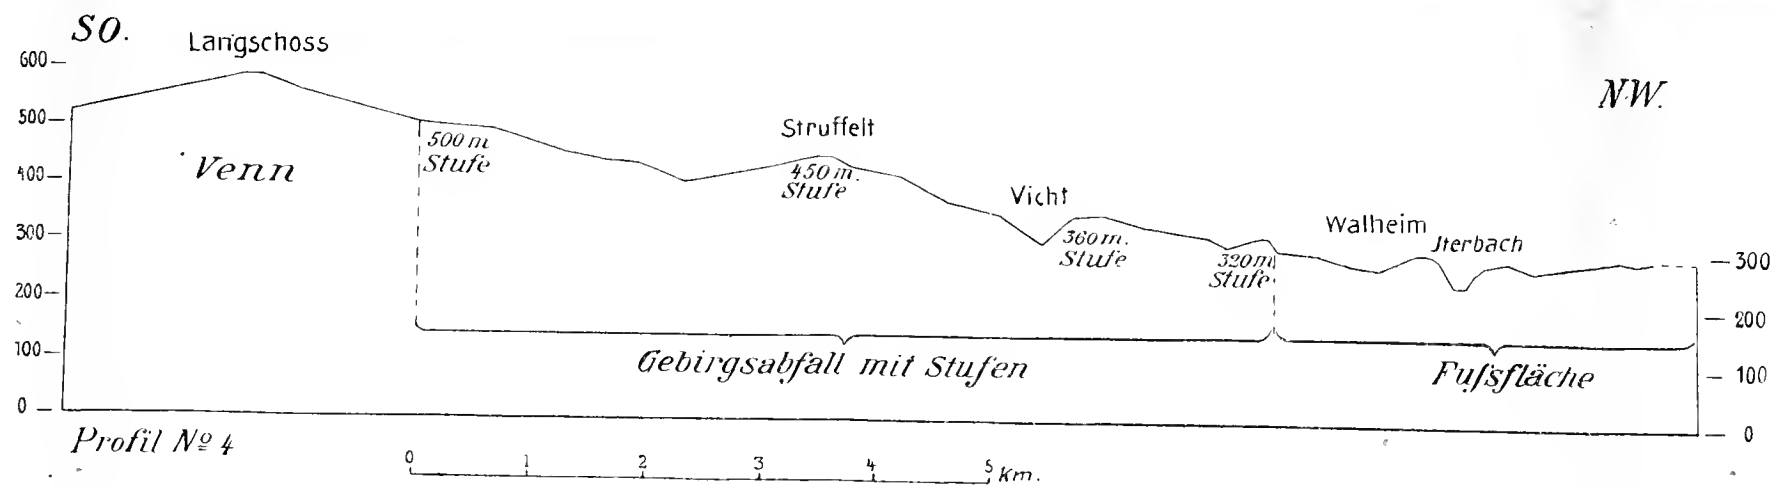 SO.
Langschoss
NW.
600
500
400
300
200
100
0
Venn
500 m
Stufe
Struffelt
450 m.
Stufe
Vicht
360 m.
Stufe
320 m
Stufe
Walheim
Jterbach
300
200
100
0
Gebirgsabfall mit Stufen
Fufsfläche
Profil Nº 4
0 1 2 3 4 5 Km.